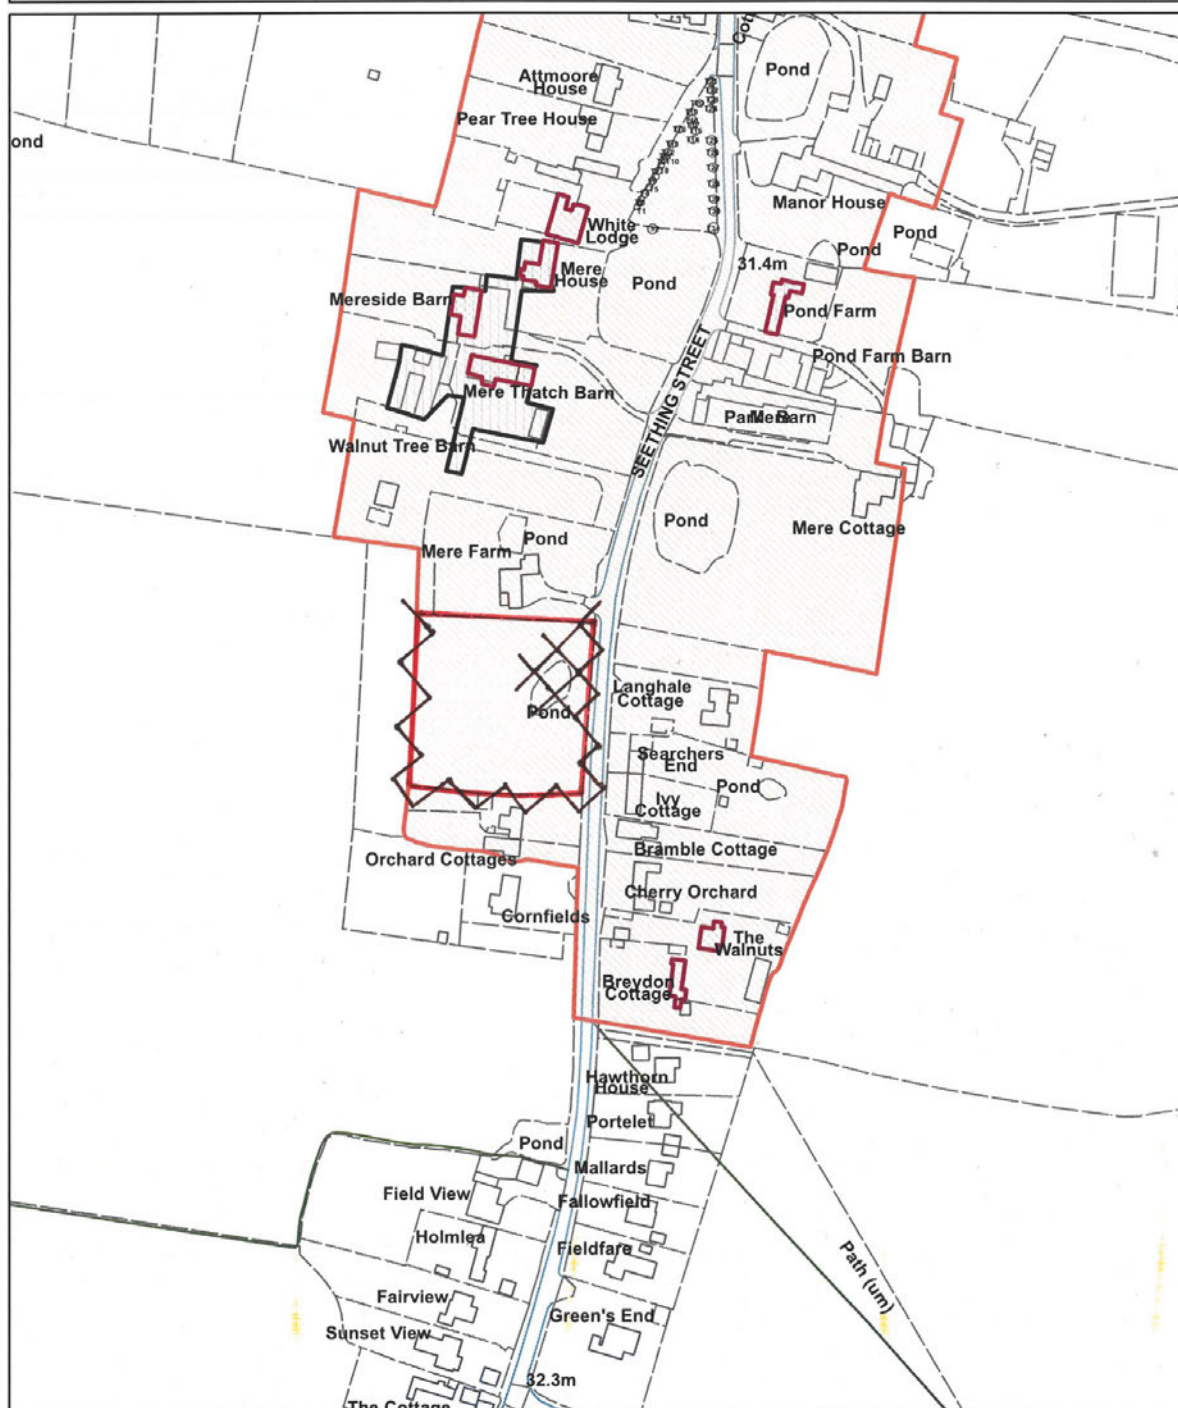 Pond
Attmoore
House
Pear Tree House
ond
Manor House
White
Lodge
Pond
Pond
31.4m
Mere
House
Pond
Mereside Barn
Pond Farm
Pond Farm Barn
Mere Thatch Barn
SEETHING STREET
Walnut Tree Barn
Pond
Mere Cottage
Pond
Mere Farm
Langhale
Cottage
Pond
Searchers
End
Pond
Ivy
Cottage
Bramble Cottage
Orchard Cottages
Cherry Orchard
Cornfields
The
Walnuts
Breydon
Cottage
Hawthorn
House
Portelet
Pond
Mallards
Field View
Fallowfield
Holmlea
Fieldfare
Path (um)
Fairview
Green's End
Sunset View
32.3m
The Cottage